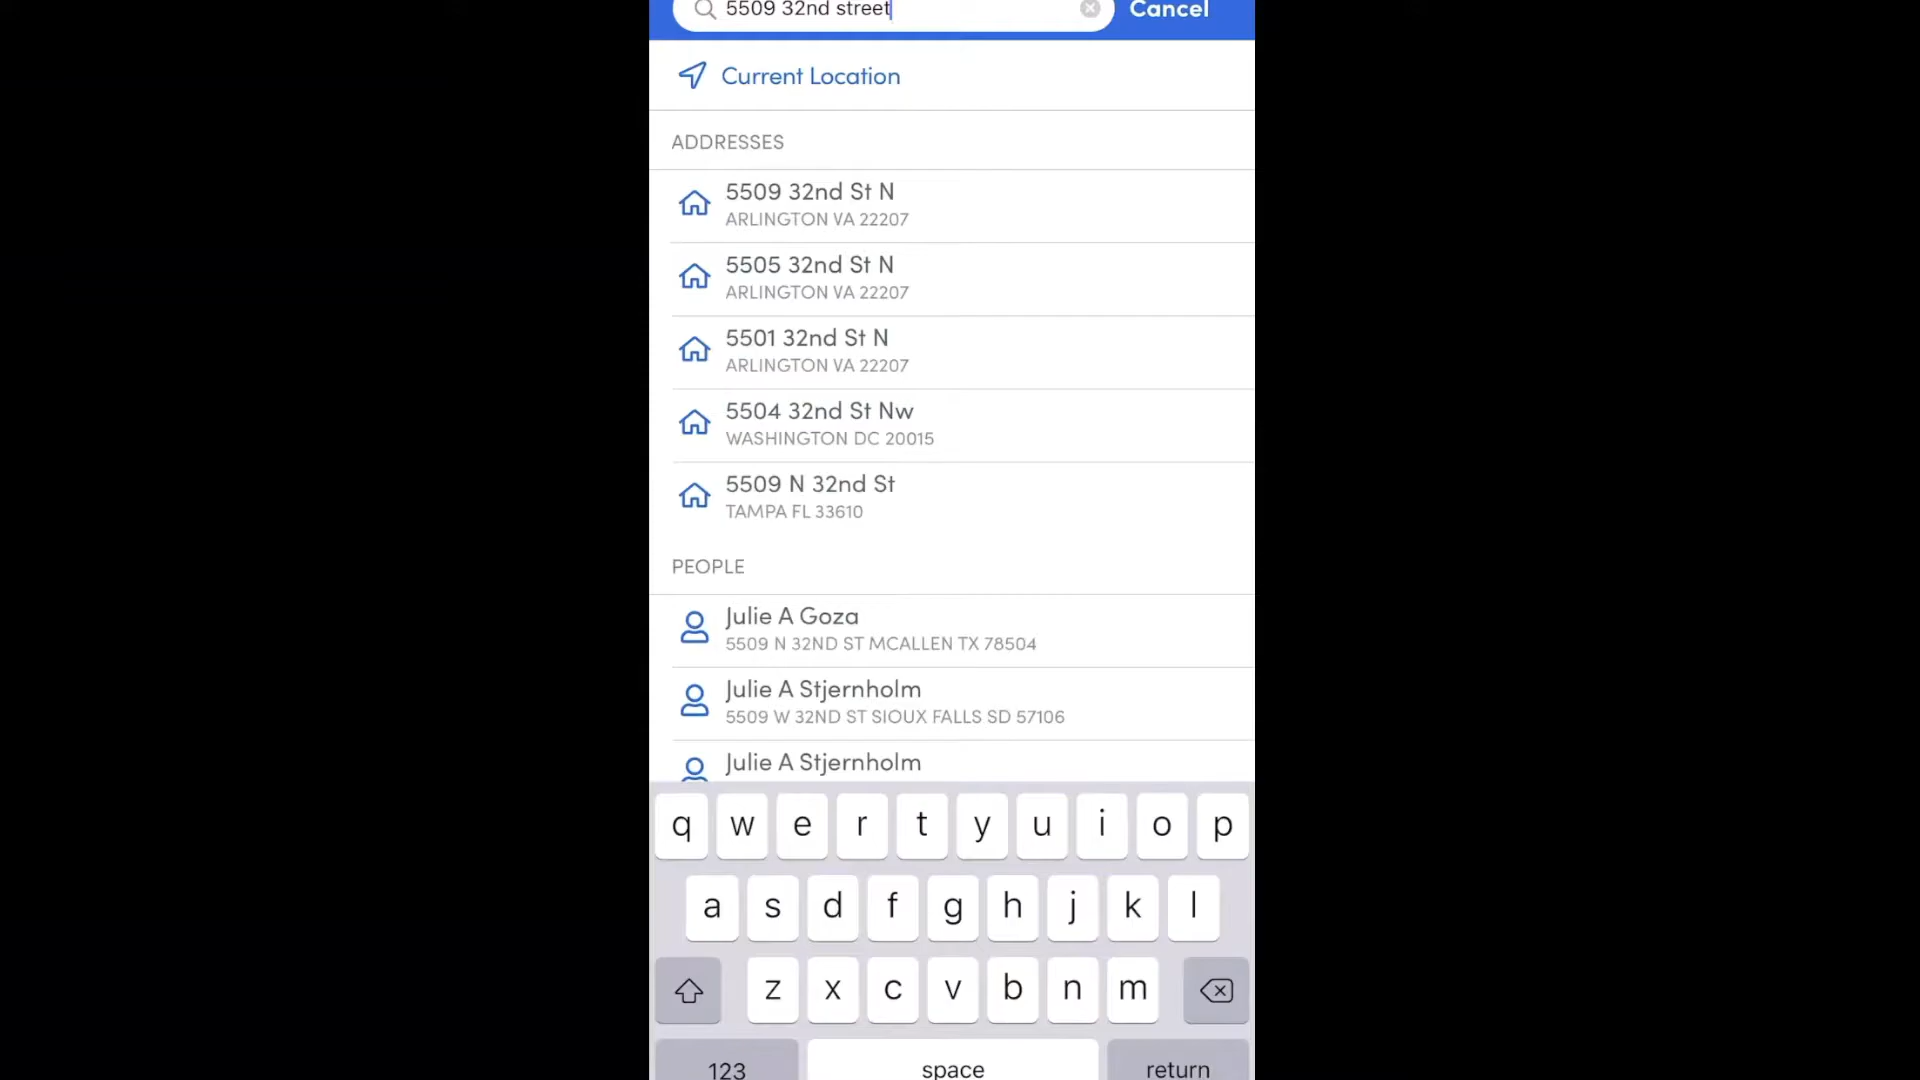 5509 32nd street
Cancel
Current Location
ADDRESSES
5509 32nd St N
ARLINGTON VA 22207
5505 32nd St N
ARLINGTON VA 22207
5501 32nd St N
ARLINGTON VA 22207
5504 32nd St Nw
WASHINGTON DC 20015
5509 N 32nd St
TAMPA FL 33610
PEOPLE
Julie A Goza
5509 N 32ND ST MCALLEN TX 78504
Julie A Stjernholm
5509 W 32ND ST SIOUX FALLS SD 57106
Julie A Stjernholm
q w e r t y u i o p
a s d f g h j k l
z x c v b n m
123 space return